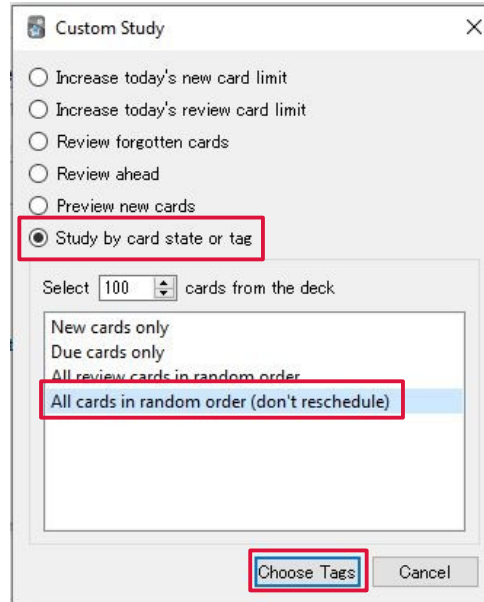 Custom Study
Increase today's new card limit
Increase today's review card limit
Review forgotten cards
Review ahead
Preview new cards
Study by card state or tag
Select 100 cards from the deck
New cards only
Due cards only
All review cards in random order
All cards in random order (don't reschedule)
Choose Tags Cancel